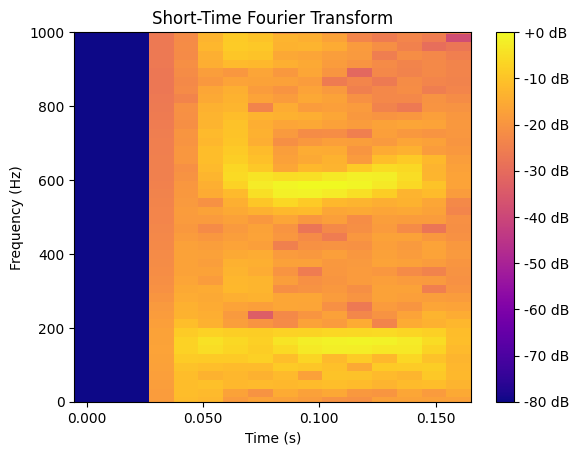 Short-Time Fourier Transform
Frequency (Hz)
1000
800
600
400
200
0
0.000
0.050
0.100
0.150
Time (s)
+0 dB
-10 dB
-20 dB
-30 dB
-40 dB
-50 dB
-60 dB
-70 dB
-80 dB